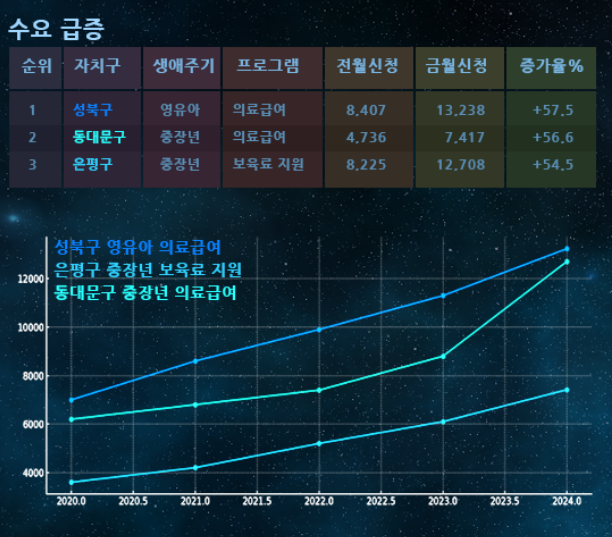 수요 급증
순위 자치구 생애주기 프로그램 전월신청 금월신청 증가율%
1 성북구 영유아 의료급여 8,407 13,238 +57.5
2 동대문구 중장년 의료급여 4,736 7,417 +56.6
3 은평구 중장년 보육료 지원 8,225 12,708 +54.5
성북구 영유아 의료급여
은평구 중장년 보육료 지원
동대문구 중장년 의료급여
12000
10000
8000
6000
4000
2020.0 2020.5 2021.0 2021.5 2022.0 2022.5 2023.0 2023.5 2024.0